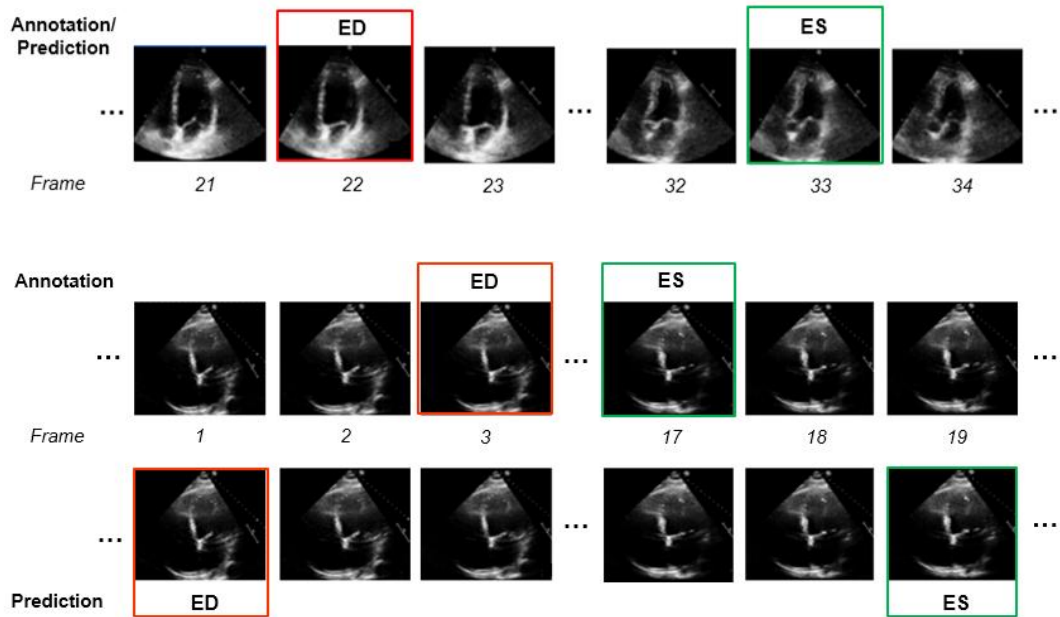 Annotation/
Prediction
ED
ES
... ... ...
Frame 21 22 23 32 33 34
Annotation
ED
ES
... ... ...
Frame 1 2 3 17 18 19
... ... ...
Prediction
ED
ES